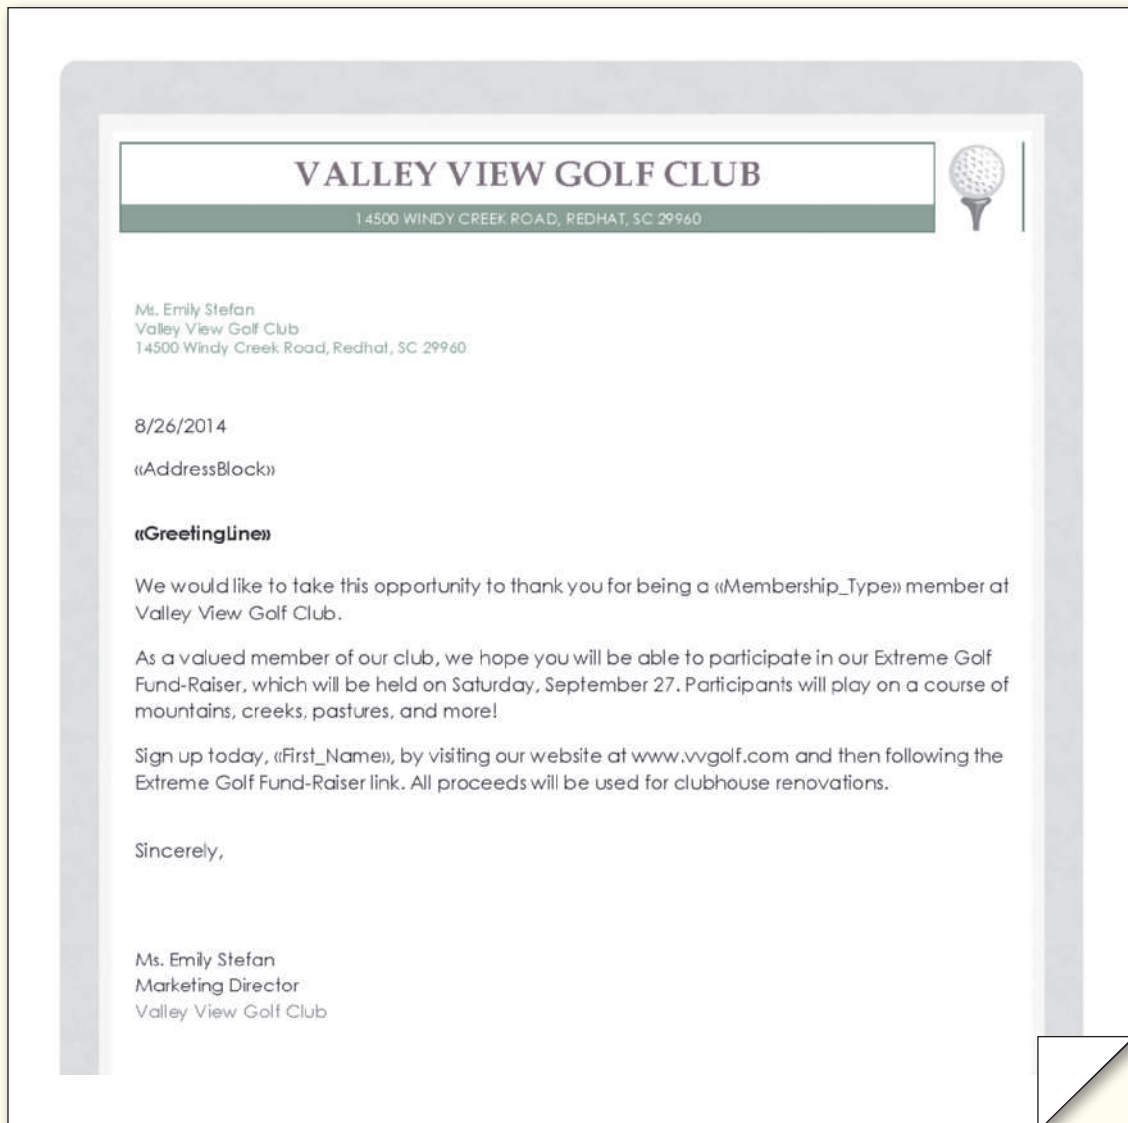 VALLEY VIEW GOLF CLUB
14500 WINDY CREEK ROAD, REDHAT, SC 29960
Ms. Emily Stefan
Valley View Golf Club
14500 Windy Creek Road, Redhat, SC 29960
8/26/2014
«AddressBlock»
«GreetingLine»
We would like to take this opportunity to thank you for being a «Membership_Type» member at
Valley View Golf Club.
As a valued member of our club, we hope you will be able to participate in our Extreme Golf
Fund-Raiser, which will be held on Saturday, September 27. Participants will play on a course of
mountains, creeks, pastures, and more!
Sign up today, «First_Name», by visiting our website at www.vvgolf.com and then following the
Extreme Golf Fund-Raiser link. All proceeds will be used for clubhouse renovations.
Sincerely,
Ms. Emily Stefan
Marketing Director
Valley View Golf Club